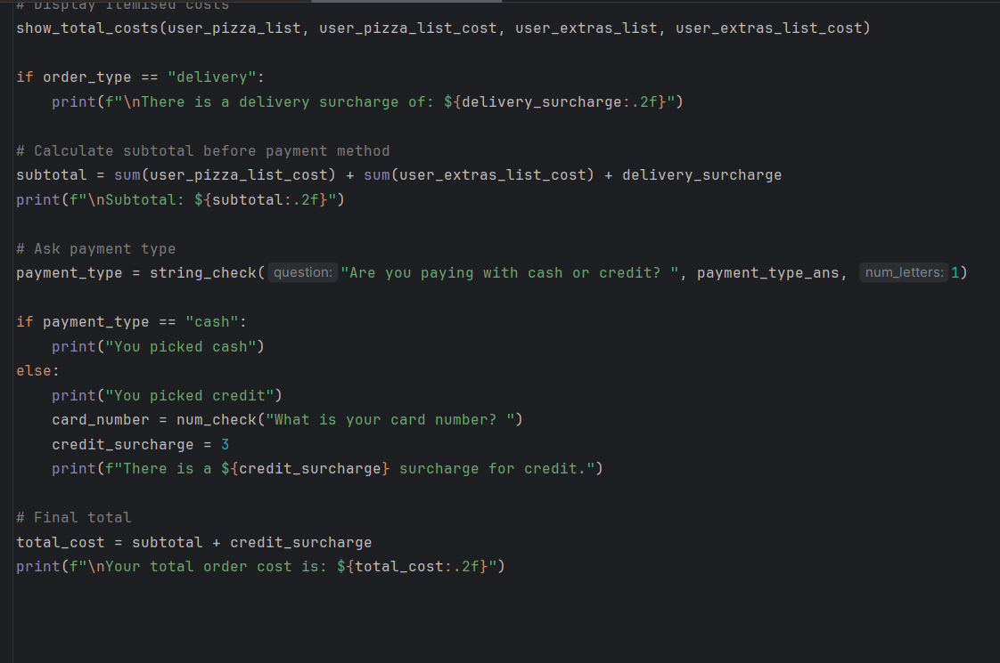 # Display itemised costs
show_total_costs(user_pizza_list, user_pizza_list_cost, user_extras_list, user_extras_list_cost)
if order_type == "delivery":
print(f"\nThere is a delivery surcharge of: ${delivery_surcharge:.2f}")
# Calculate subtotal before payment method
subtotal = sum(user_pizza_list_cost) + sum(user_extras_list_cost) + delivery_surcharge
print(f"\nSubtotal: ${subtotal:.2f}")
# Ask payment type
payment_type = string_check( question: "Are you paying with cash or credit? ", payment_type_ans, num_letters: 1)
if payment_type == "cash":
print("You picked cash")
else:
print("You picked credit")
card_number = num_check("What is your card number? ")
credit_surcharge = 3
print(f"There is a ${credit_surcharge} surcharge for credit.")
# Final total
total_cost = subtotal + credit_surcharge
print(f"\nYour total order cost is: ${total_cost:.2f}")